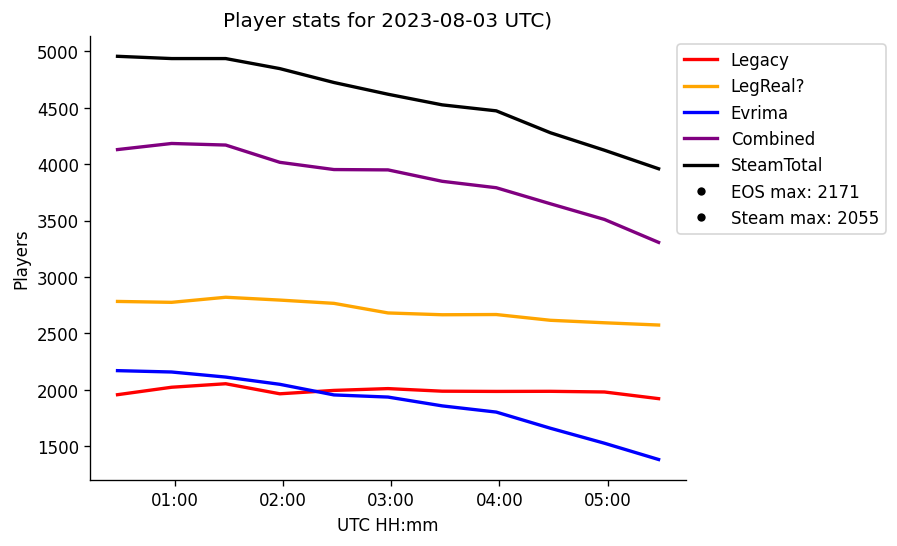 Player stats for 2023-08-03 UTC)
5000
4500
4000
3500
3000
2500
2000
1500
Players
01:00 02:00 03:00 04:00 05:00
UTC HH:mm
Legacy
LegReal?
Evrima
Combined
SteamTotal
EOS max: 2171
Steam max: 2055